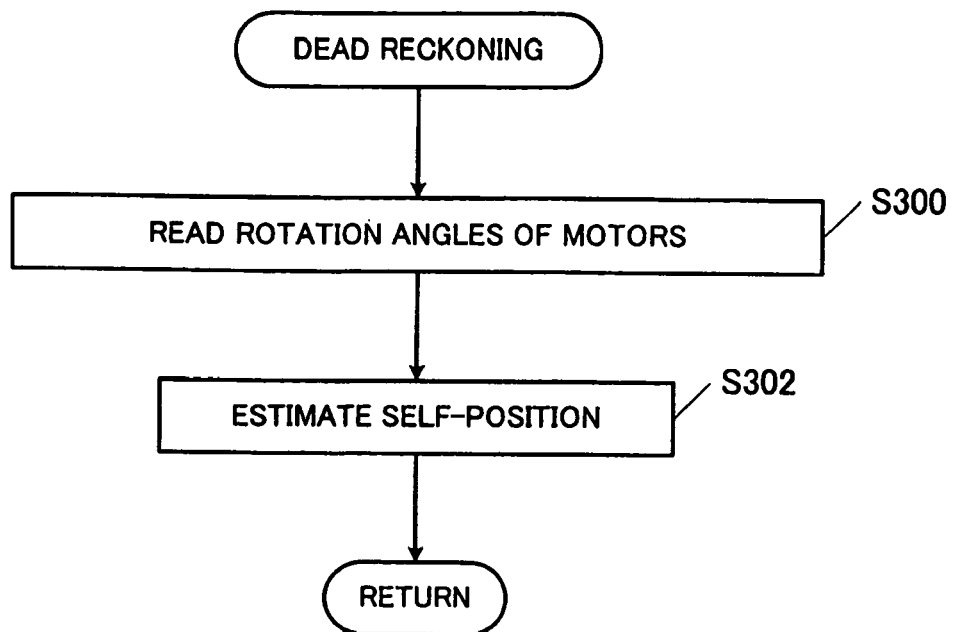 DEAD RECKONING
READ ROTATION ANGLES OF MOTORS
S300
ESTIMATE SELF-POSITION
S302
RETURN